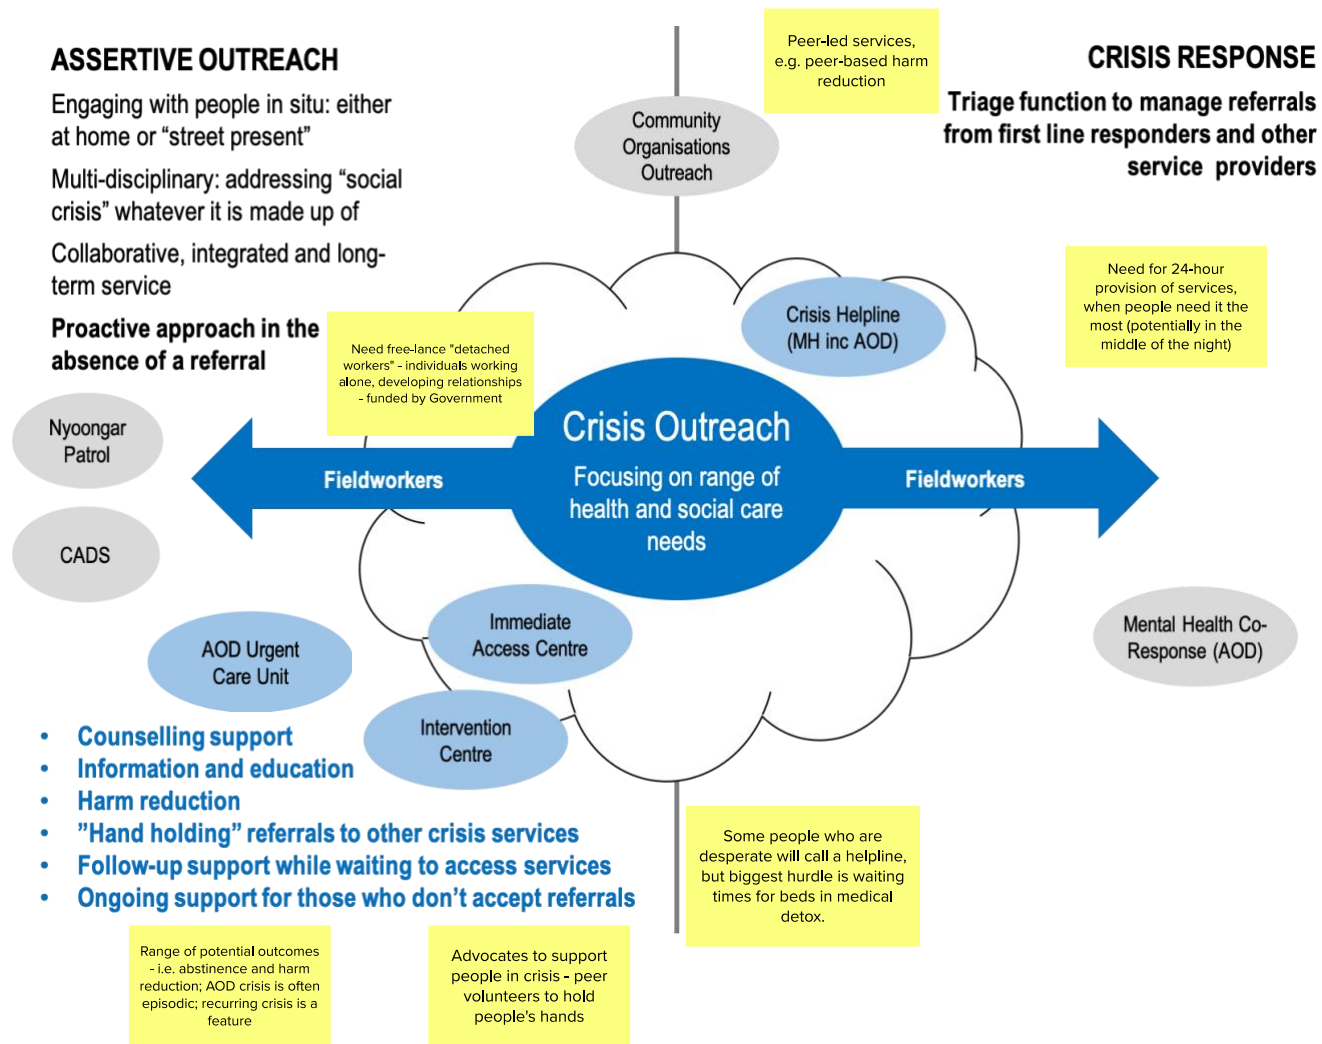 ASSERTIVE OUTREACH
Engaging with people in situ: either
at home or “street present”
Multi-disciplinary: addressing “social
crisis” whatever it is made up of
Collaborative, integrated and long-
term service
Proactive approach in the
absence of a referral
Peer-led services,
e.g. peer-based harm
reduction
Community
Organisations
Outreach
CRISIS RESPONSE
Triage function to manage referrals
from first line responders and other
service providers
Need for 24-hour
provision of services,
when people need it the
most (potentially in the
middle of the night)
Crisis Helpline
(MH inc AOD)
Need free-lance "detached
workers" - individuals working
alone, developing relationships
- funded by Government
Nyoongar
Patrol
CADS
Fieldworkers
Crisis Outreach
Focusing on range of
health and social care
needs
Fieldworkers
Immediate
Access Centre
AOD Urgent
Care Unit
Intervention
Centre
Mental Health Co-
Response (AOD)
• Counselling support
• Information and education
• Harm reduction
• ”Hand holding” referrals to other crisis services
• Follow-up support while waiting to access services
• Ongoing support for those who don’t accept referrals
Some people who are
desperate will call a helpline,
but biggest hurdle is waiting
times for beds in medical
detox.
Range of potential outcomes
- i.e. abstinence and harm
reduction; AOD crisis is often
episodic; recurring crisis is a
feature
Advocates to support
people in crisis - peer
volunteers to hold
people's hands